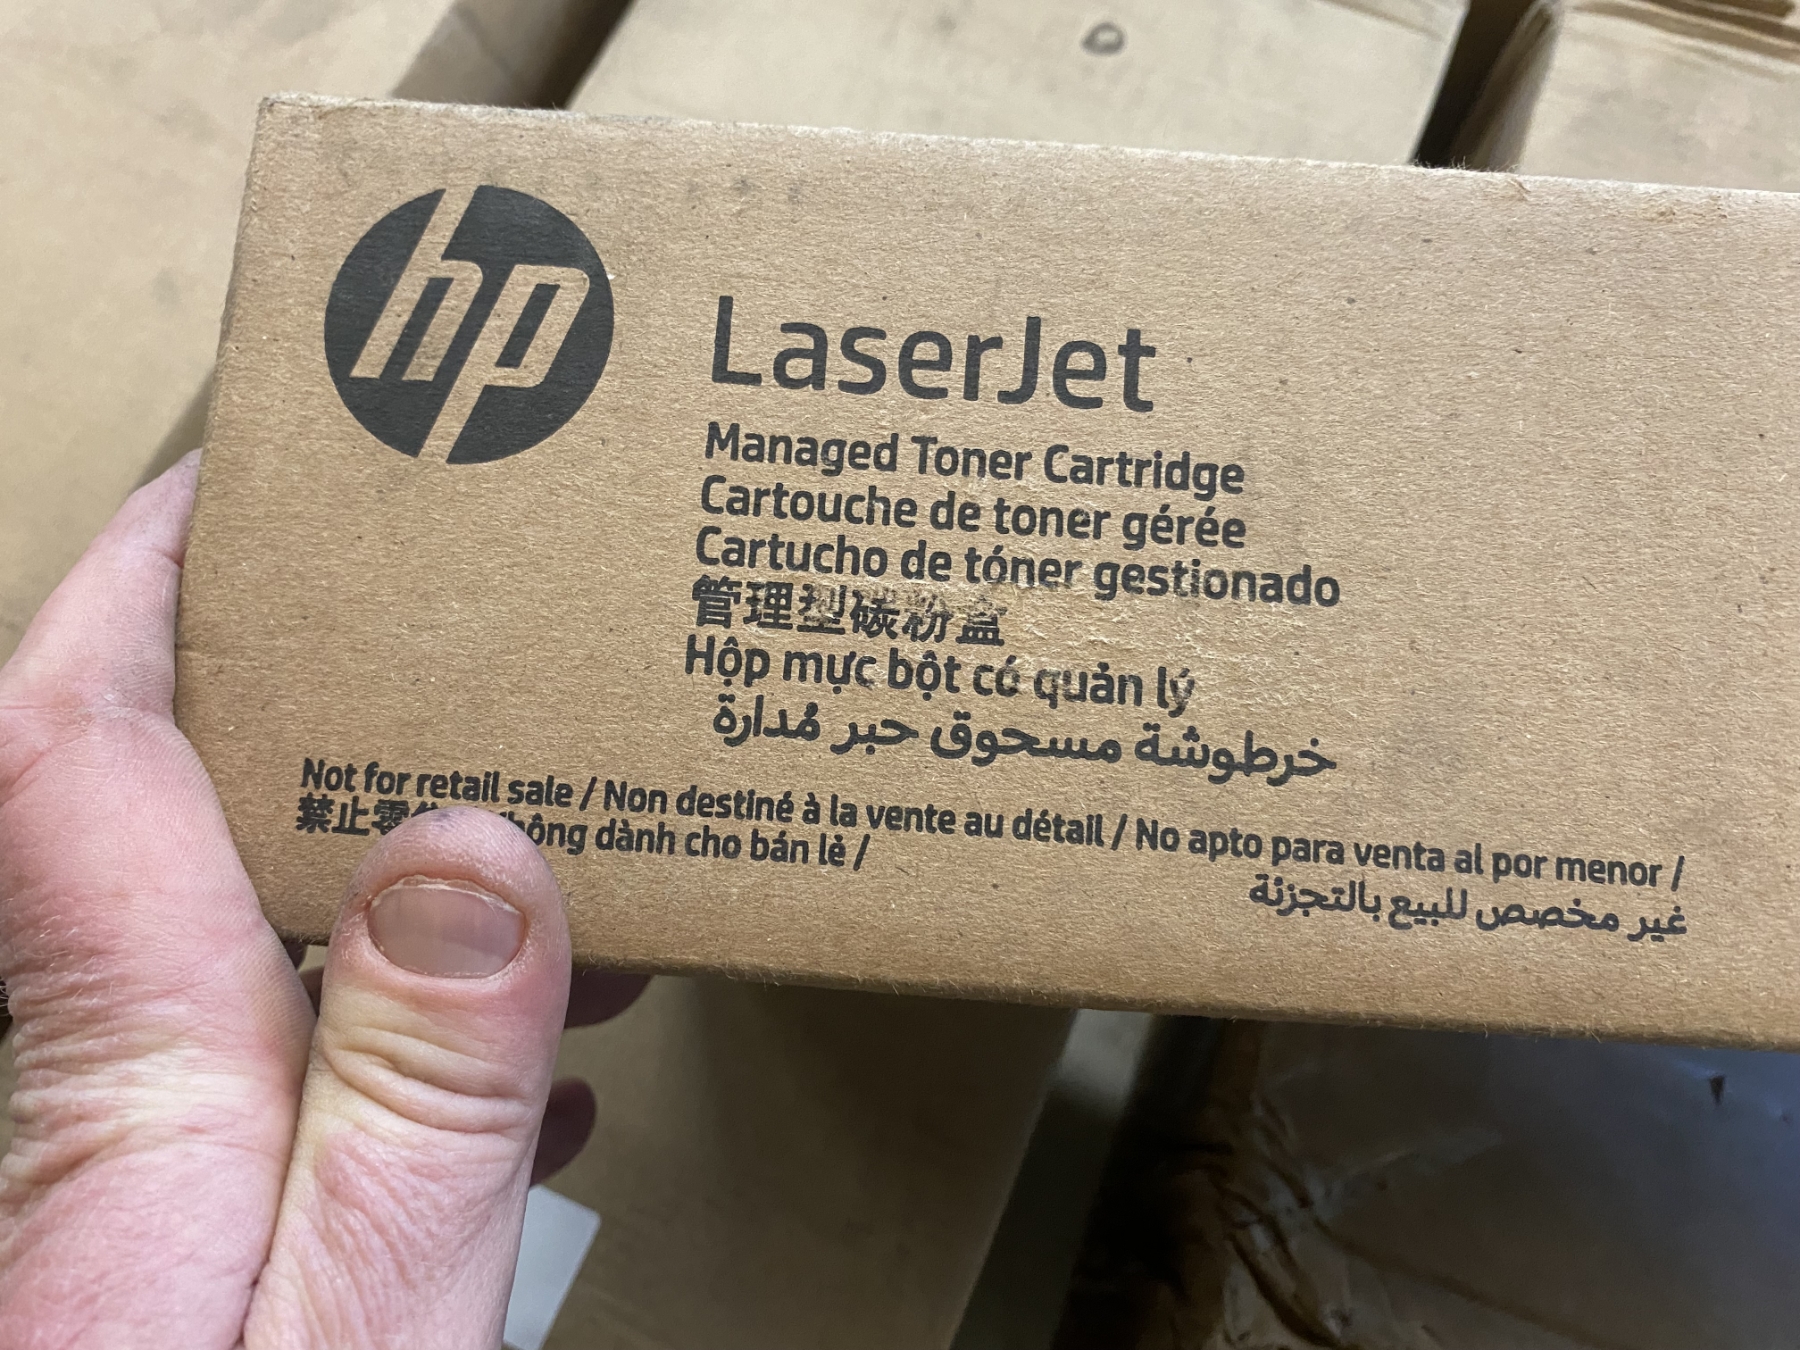 hp
LaserJet
Managed Toner Cartridge
Cartouche de toner gérée
Cartucho de tóner gestionado
管理型碳粉盒
Hộp mực bột có quản lý
خرطوشة مسحوق حبر مُدارة
Not for retail sale / Non destiné à la vente au détail / No apto para venta al por menor /
禁止零 dành cho bán lẻ /
غير مخصص للبيع بالتجزئة